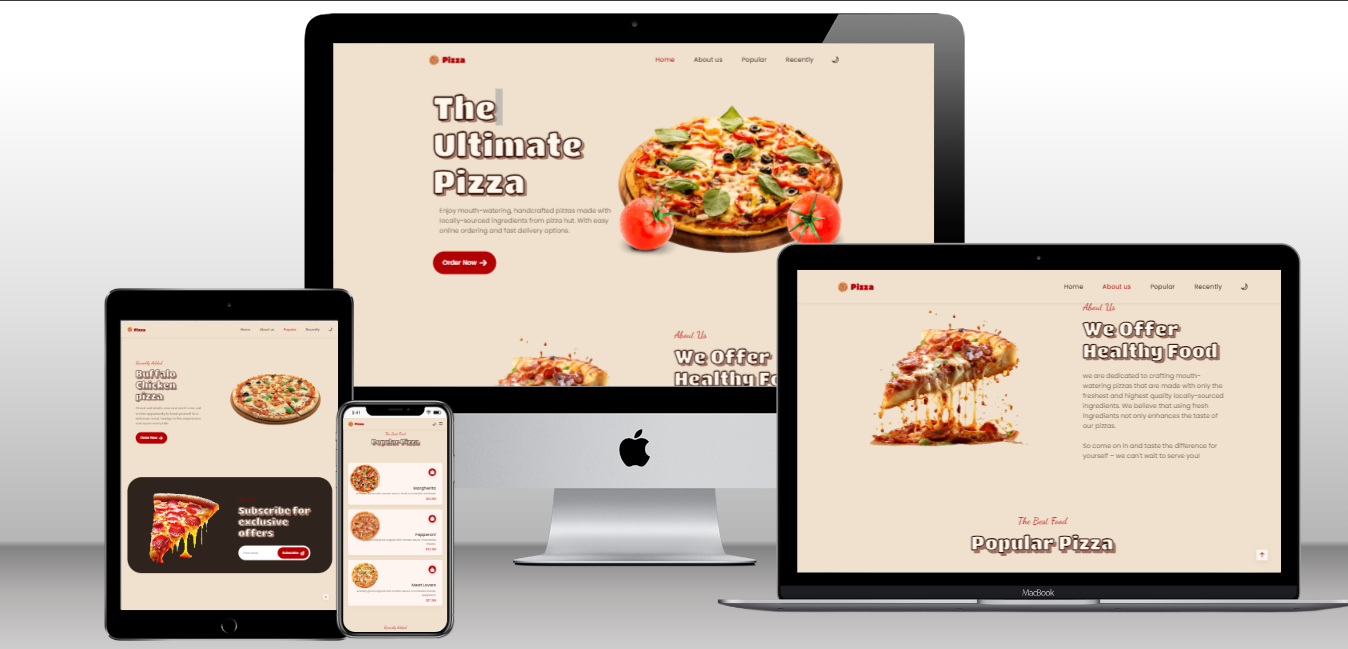 Pizza
Home About us Popular Recently
The
Ultimate
Pizza
Enjoy mouth-watering, handcrafted pizzas made with
locally-sourced ingredients from pizza hut. With easy
online ordering and fast delivery options.
Order Now
About Us
We Offer
Healthy Fo
Pizza
Home About us Popular Recently
About Us
We Offer
Healthy Food
we are dedicated to crafting mouth-
watering pizzas that are made with only the
freshest and highest quality locally-sourced
ingredients. We believe that using fresh
ingredients not only enhances the taste of
our pizzas.
So come on in and taste the difference for
yourself – we can't wait to serve you!
The Best Food
Popular Pizza
MacBook
Pizza
Home About us Popular Recently
Recently Added
Buffalo
Chicken
pizza
Order Now
Subscribe for
exclusive
offers
Subscribe
Pizza
The Best Food
Popular Pizza
Margherita
Pepperoni
Meat Lovers
Recently Added